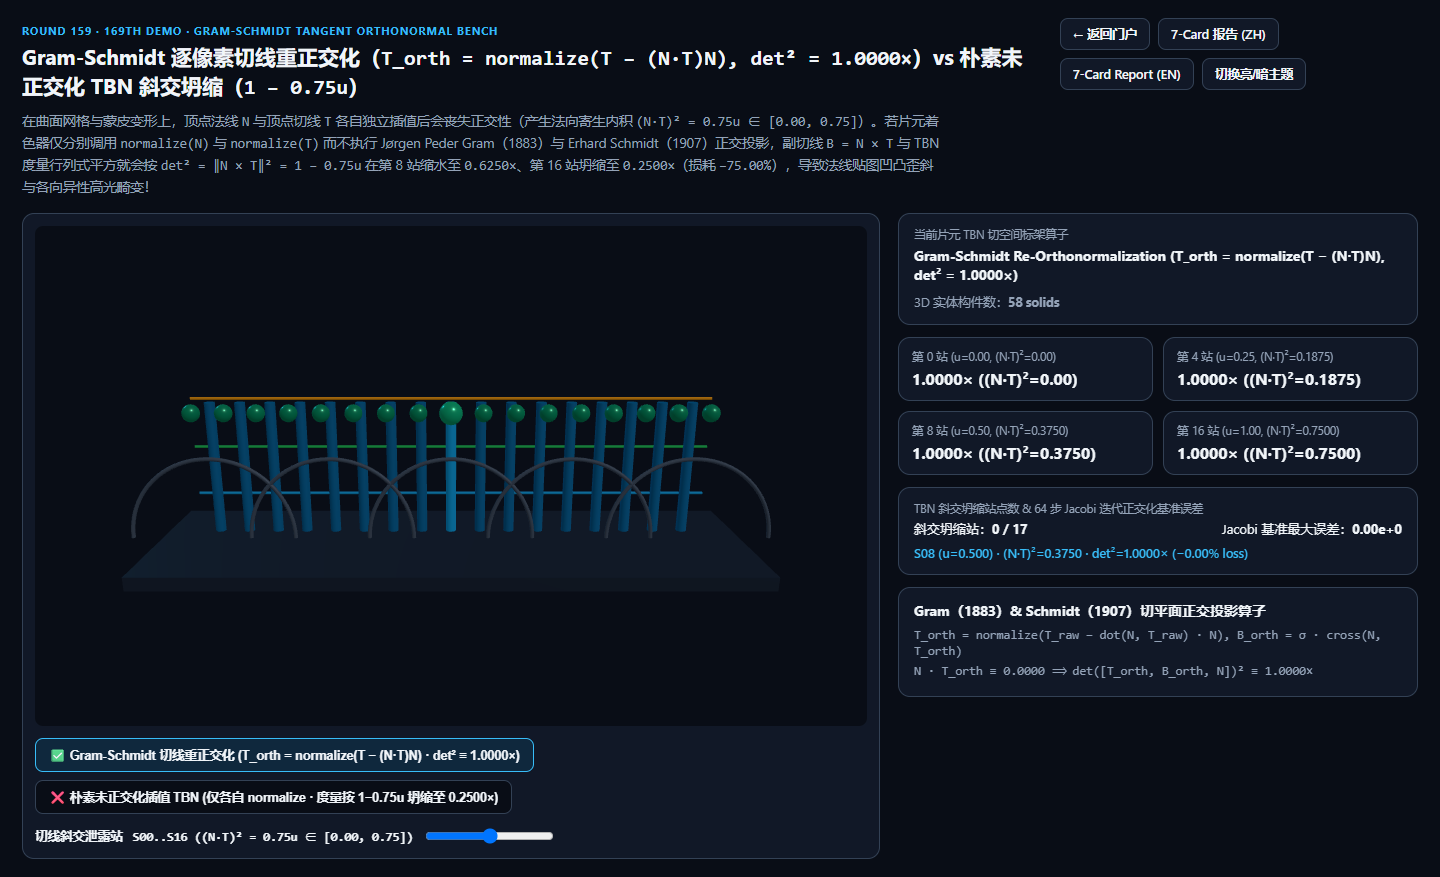 ROUND 159 · 169TH DEMO · GRAM-SCHMIDT TANGENT ORTHONORMAL BENCH
Gram-Schmidt 逐像素切线重正交化（T_orth = normalize(T − (N·T)N), det² = 1.0000×）vs 朴素未
正交化 TBN 斜交坍缩（1 − 0.75u）
← 返回门户
7-Card 报告 (ZH)
7-Card Report (EN)
切换亮/暗主题
在曲面网格与蒙皮变形上，顶点法线 N 与顶点切线 T 各自独立插值后会丧失正交性（产生法向寄生内积 (N·T)² = 0.75u ∈ [0.00, 0.75]）。若片元着
色器仅分别调用 normalize(N) 与 normalize(T) 而不执行 Jørgen Peder Gram（1883）与 Erhard Schmidt（1907）正交投影，副切线 B = N × T 与 TBN
度量行列式平方就会按 det² = ‖N × T‖² = 1 − 0.75u 在第 8 站缩水至 0.6250×、第 16 站坍缩至 0.2500×（损耗 −75.00%），导致法线贴图凹凸歪斜
与各向异性高光畸变！
当前片元 TBN 切空间标架算子
Gram-Schmidt Re-Orthonormalization (T_orth = normalize(T − (N·T)N),
det² = 1.0000×)
3D 实体构件数：58 solids
第 0 站 (u=0.00, (N·T)²=0.00)
1.0000× ((N·T)²=0.00)
第 4 站 (u=0.25, (N·T)²=0.1875)
1.0000× ((N·T)²=0.1875)
第 8 站 (u=0.50, (N·T)²=0.3750)
1.0000× ((N·T)²=0.3750)
第 16 站 (u=1.00, (N·T)²=0.7500)
1.0000× ((N·T)²=0.7500)
TBN 斜交坍缩站点数 & 64 步 Jacobi 迭代正交化基准误差
斜交坍缩站：0 / 17
Jacobi 基准最大误差：0.00e+0
S08 (u=0.500) · (N·T)²=0.3750 · det²=1.0000× (−0.00% loss)
Gram（1883）& Schmidt（1907）切平面正交投影算子
T_orth = normalize(T_raw − dot(N, T_raw) · N), B_orth = σ · cross(N,
T_orth)
N · T_orth ≡ 0.0000 ⟹ det([T_orth, B_orth, N])² ≡ 1.0000×
✅ Gram-Schmidt 切线重正交化 (T_orth = normalize(T − (N·T)N) · det² ≡ 1.0000×)
❌ 朴素未正交化插值 TBN (仅各自 normalize · 度量按 1−0.75u 坍缩至 0.2500×)
切线斜交泄露站 S00..S16 ((N·T)² = 0.75u ∈ [0.00, 0.75])